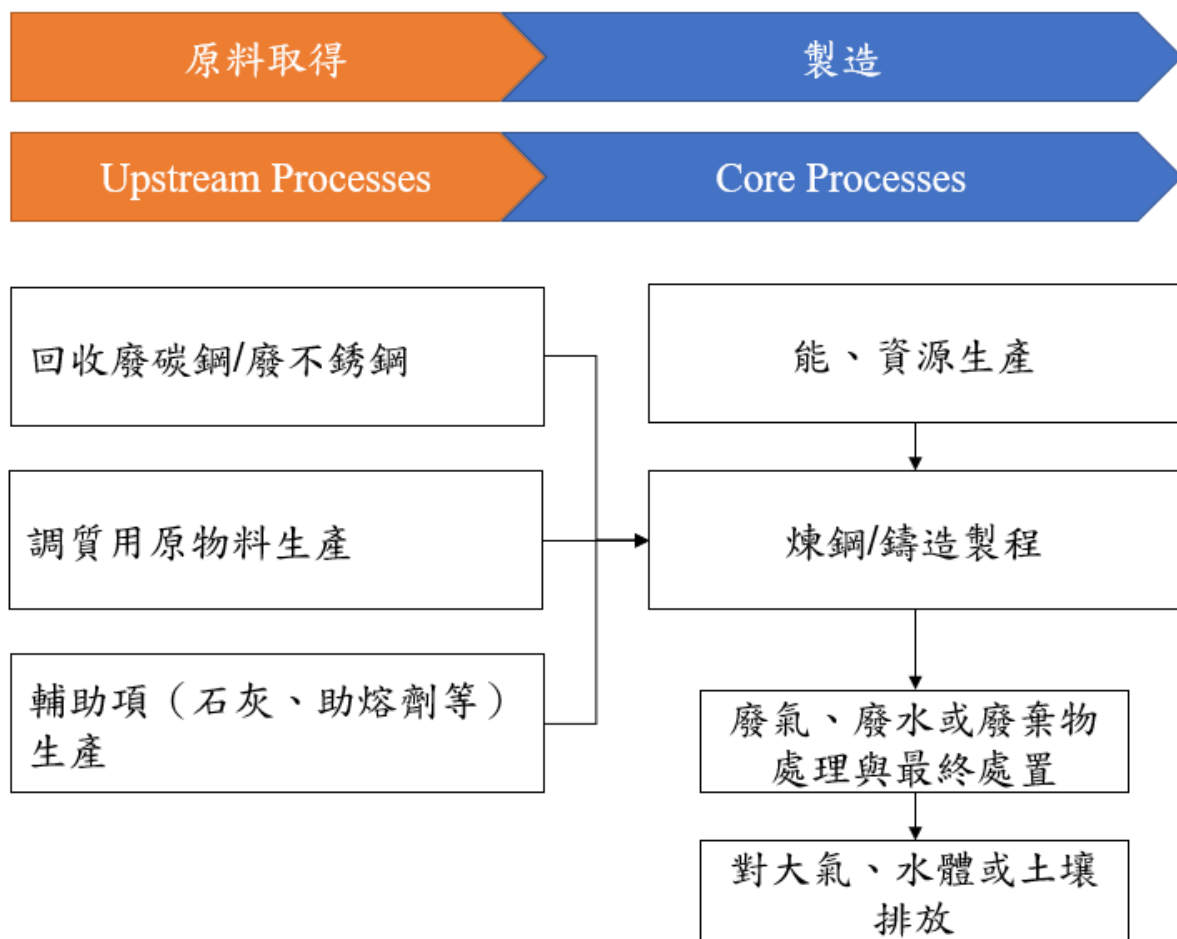 原料取得
製造
Upstream Processes
Core Processes
回收廢碳鋼/廢不銹鋼
能、資源生產
調質用原物料生產
煉鋼/鑄造製程
輔助項（石灰、助熔劑等）
生產
廢氣、廢水或廢棄物
處理與最終處置
對大氣、水體或土壤
排放